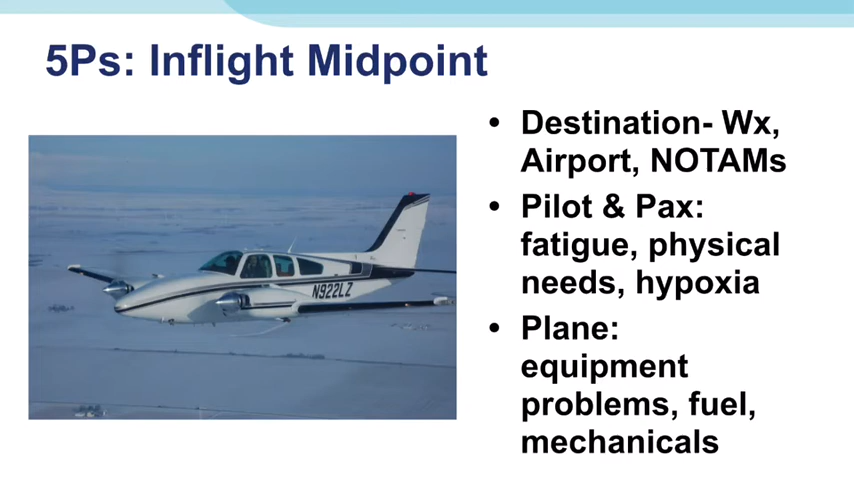 5Ps: Inflight Midpoint
• Destination- Wx,
Airport, NOTAMs
• Pilot & Pax:
fatigue, physical
needs, hypoxia
• Plane:
equipment
problems, fuel,
mechanicals
N922LZ